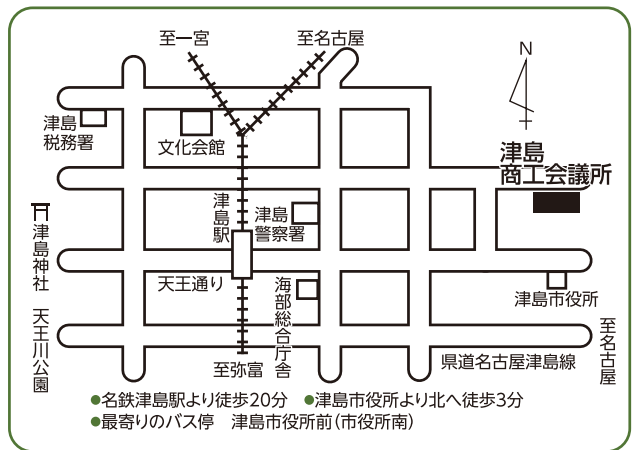 至一宮
至名古屋
N
津島
税務署
文化会館
津島
商工会議所
津島駅
津島
警察署
津島神社
天王川公園
天王通り
海部総合庁舎
津島市役所
至名古屋
至弥富
県道名古屋津島線
●名鉄津島駅より徒歩20分 ●津島市役所より北へ徒歩3分
●最寄りのバス停 津島市役所前(市役所南)